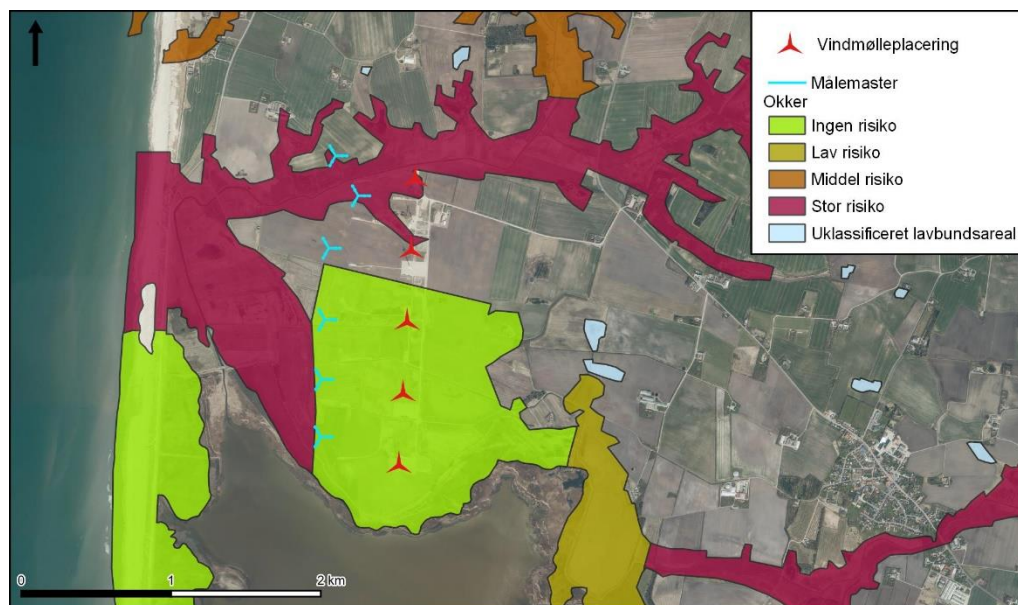 Vindmølleplacering
Målemaster
Okker
Ingen risiko
Lav risiko
Middel risiko
Stor risiko
Uklassificeret lavbundsareal
0 1 2 km